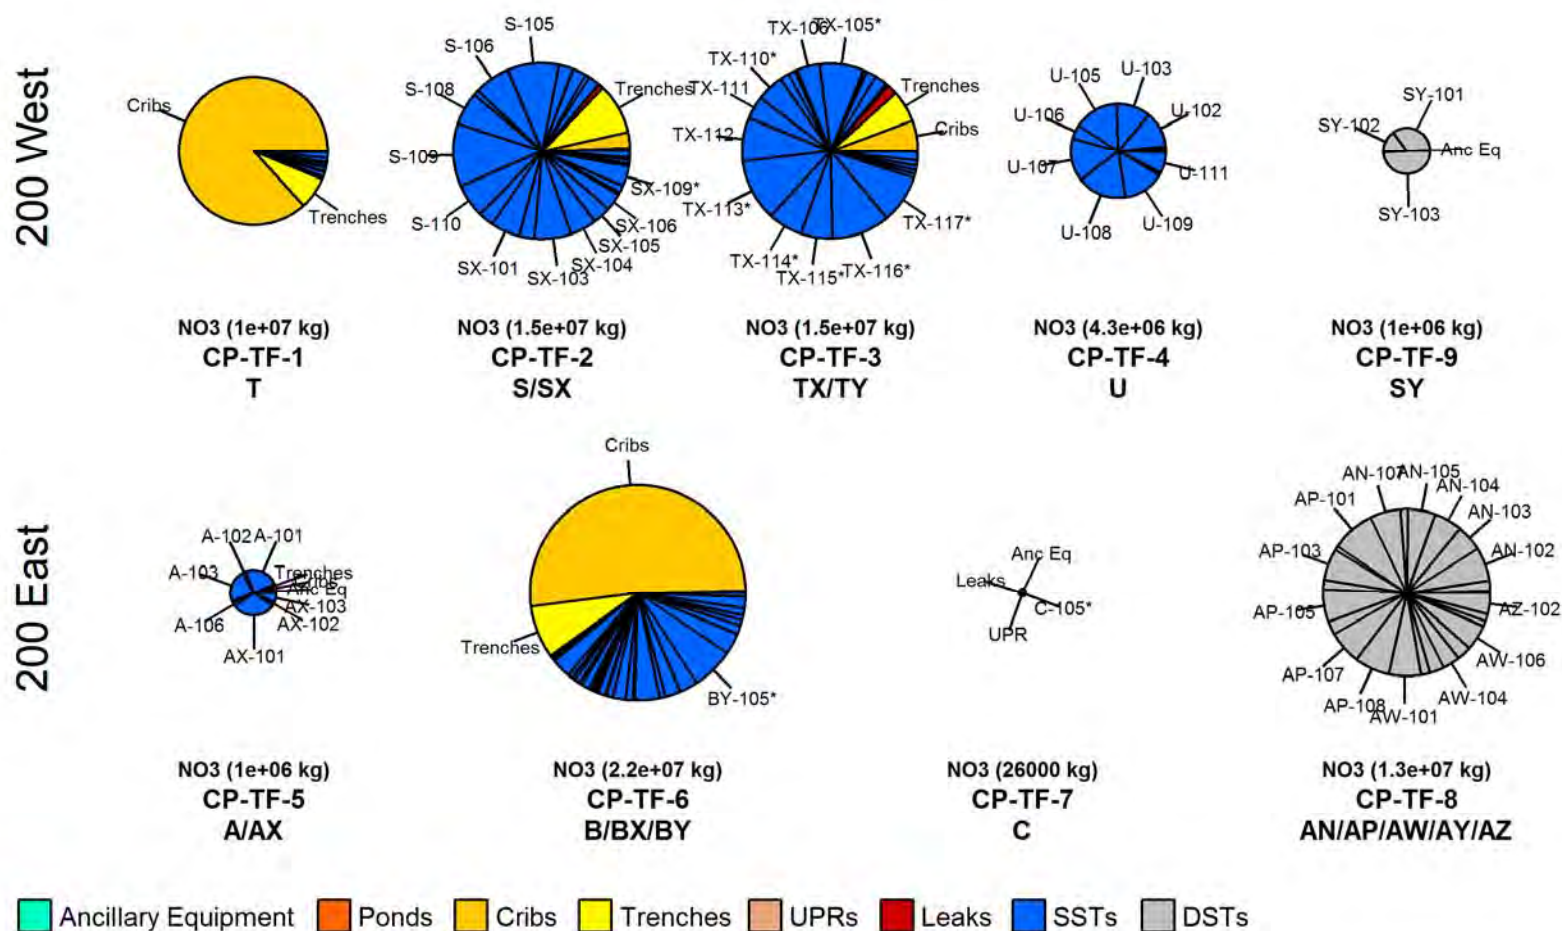 200 West
Cribs
Trenches
S-105
S-106
S-108
S-109
S-110
SX-101
SX-103
SX-104
SX-105
SX-106
SX-109*
Trenches
TX-106
TX-105*
TX-110*
TX-111
TX-112
TX-113*
TX-114*
TX-115*
TX-116*
TX-117*
Cribs
Trenches
U-105
U-103
U-102
U-106
U-107
U-111
U-108
U-109
SY-101
SY-102
Anc Eq
SY-103
NO3 (1e+07 kg)
CP-TF-1
T
NO3 (1.5e+07 kg)
CP-TF-2
S/SX
NO3 (1.5e+07 kg)
CP-TF-3
TX/TY
NO3 (4.3e+06 kg)
CP-TF-4
U
NO3 (1e+06 kg)
CP-TF-9
SY
200 East
A-102
A-101
A-103
Trenches
Cribs
Anc Eq
AX-103
AX-102
A-106
AX-101
Cribs
Trenches
BY-105*
Anc Eq
Leaks
C-105*
UPR
AN-107
AN-105
AN-104
AN-103
AN-102
AP-101
AP-103
AP-105
AP-107
AP-108
AW-101
AW-104
AW-106
AZ-102
NO3 (1e+06 kg)
CP-TF-5
A/AX
NO3 (2.2e+07 kg)
CP-TF-6
B/BX/BY
NO3 (26000 kg)
CP-TF-7
C
NO3 (1.3e+07 kg)
CP-TF-8
AN/AP/AW/AY/AZ
Ancillary Equipment
Ponds
Cribs
Trenches
UPRs
Leaks
SSTs
DSTs